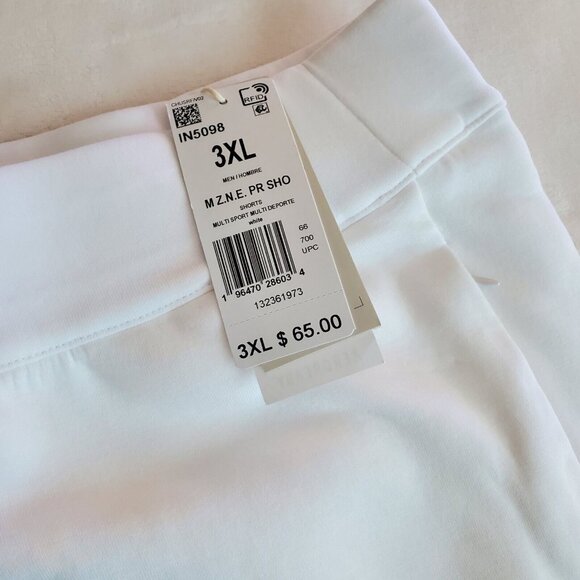 CHUSRFW02
RFID
IN5098
3XL
MEN / HOMBRE
M Z.N.E. PR SHO
SHORTS
MULTI SPORT MULTI DEPORTE
white
66
700
UPC
1 96470 28603 4
132361973
3XL $ 65.00